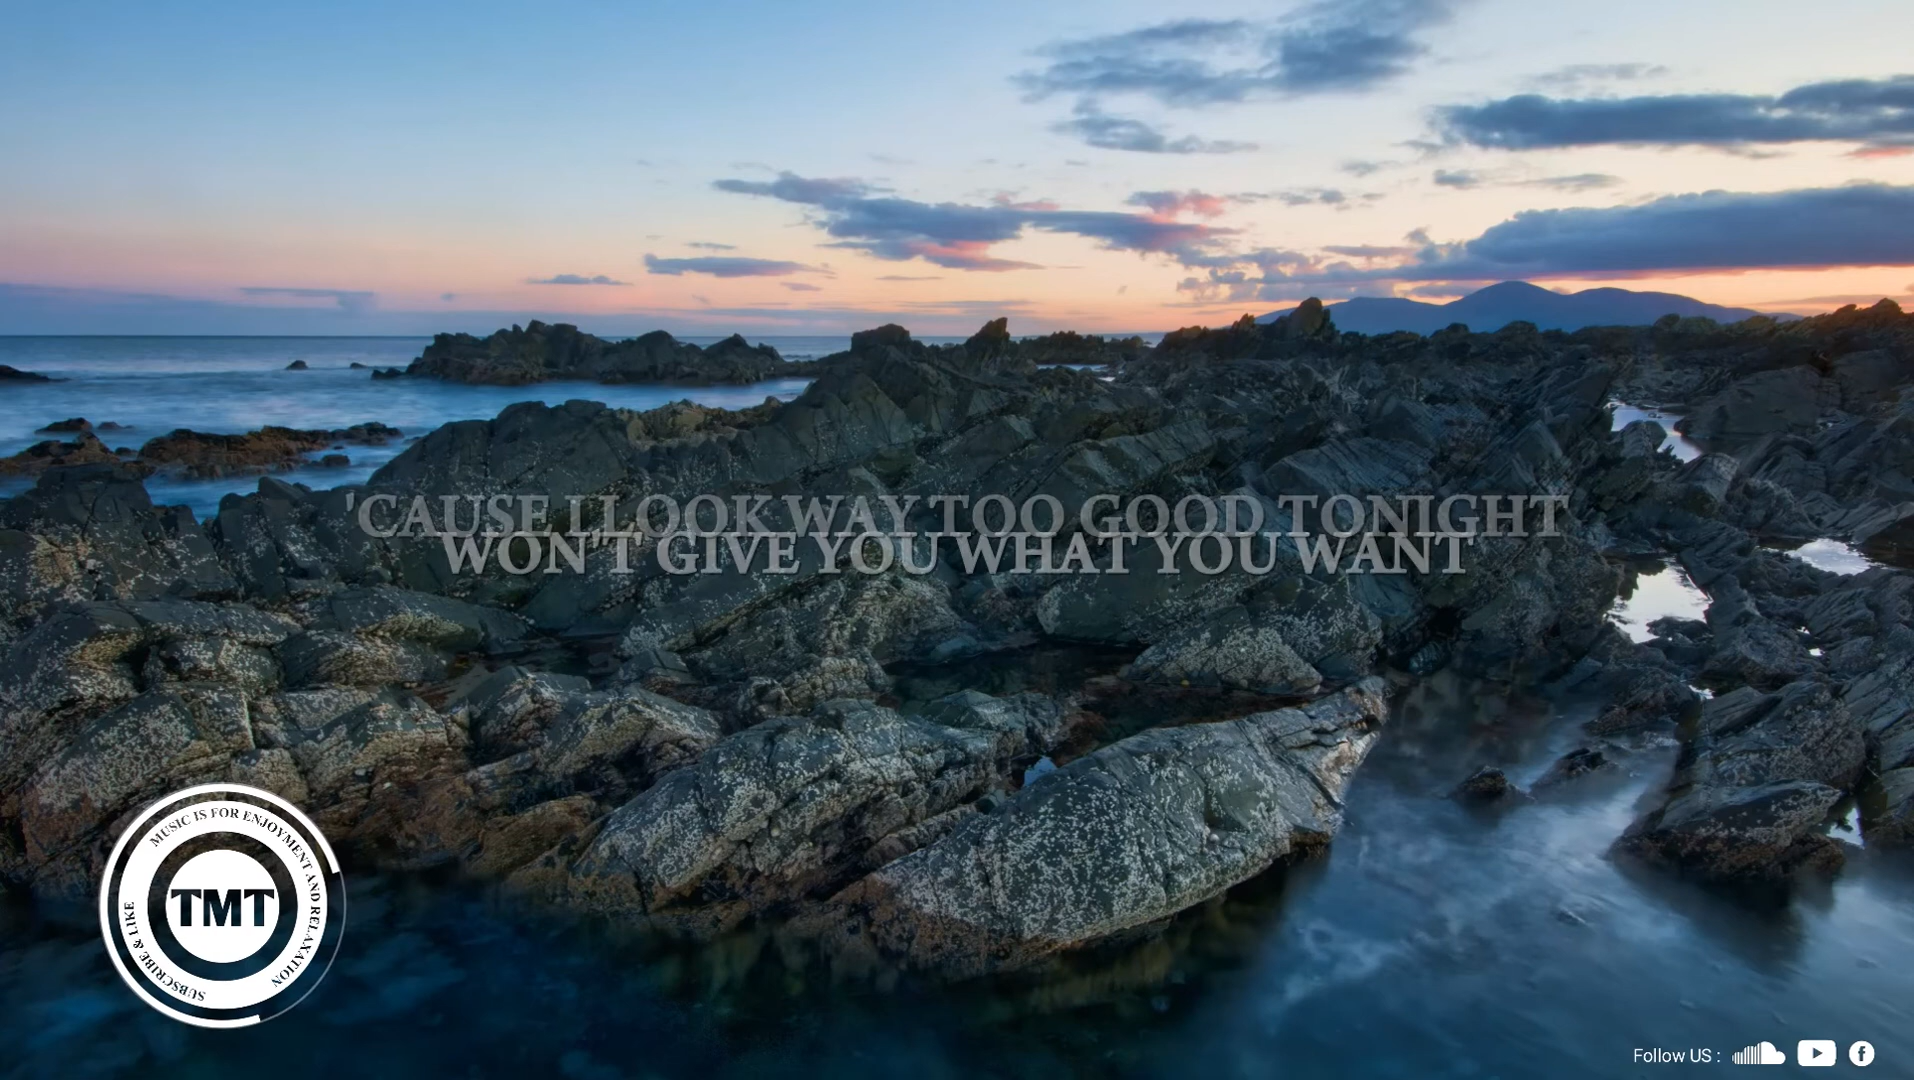 'CAUSE I LOOK WAY TOO GOOD TONIGHT
WON'T GIVE YOU WHAT YOU WANT
MUSIC IS FOR ENJOYMENT AND RELAXATION
SUBSCRIBE & LIKE
TMT
Follow US :